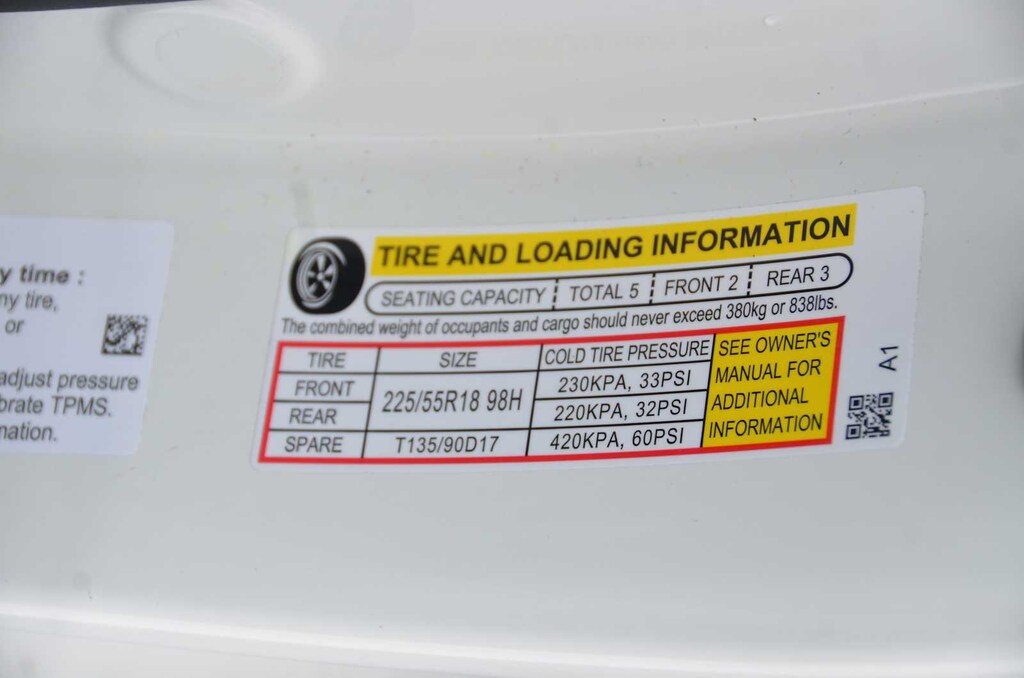 y time :
ny tire,
or
adjust pressure
brate TPMS.
nation.
TIRE AND LOADING INFORMATION
SEATING CAPACITY TOTAL 5 FRONT 2 REAR 3
The combined weight of occupants and cargo should never exceed 380kg or 838lbs.
TIRE SIZE COLD TIRE PRESSURE
FRONT 225/55R18 98H 230KPA, 33PSI
REAR 220KPA, 32PSI
SPARE T135/90D17 420KPA, 60PSI
SEE OWNER'S
MANUAL FOR
ADDITIONAL
INFORMATION
A1